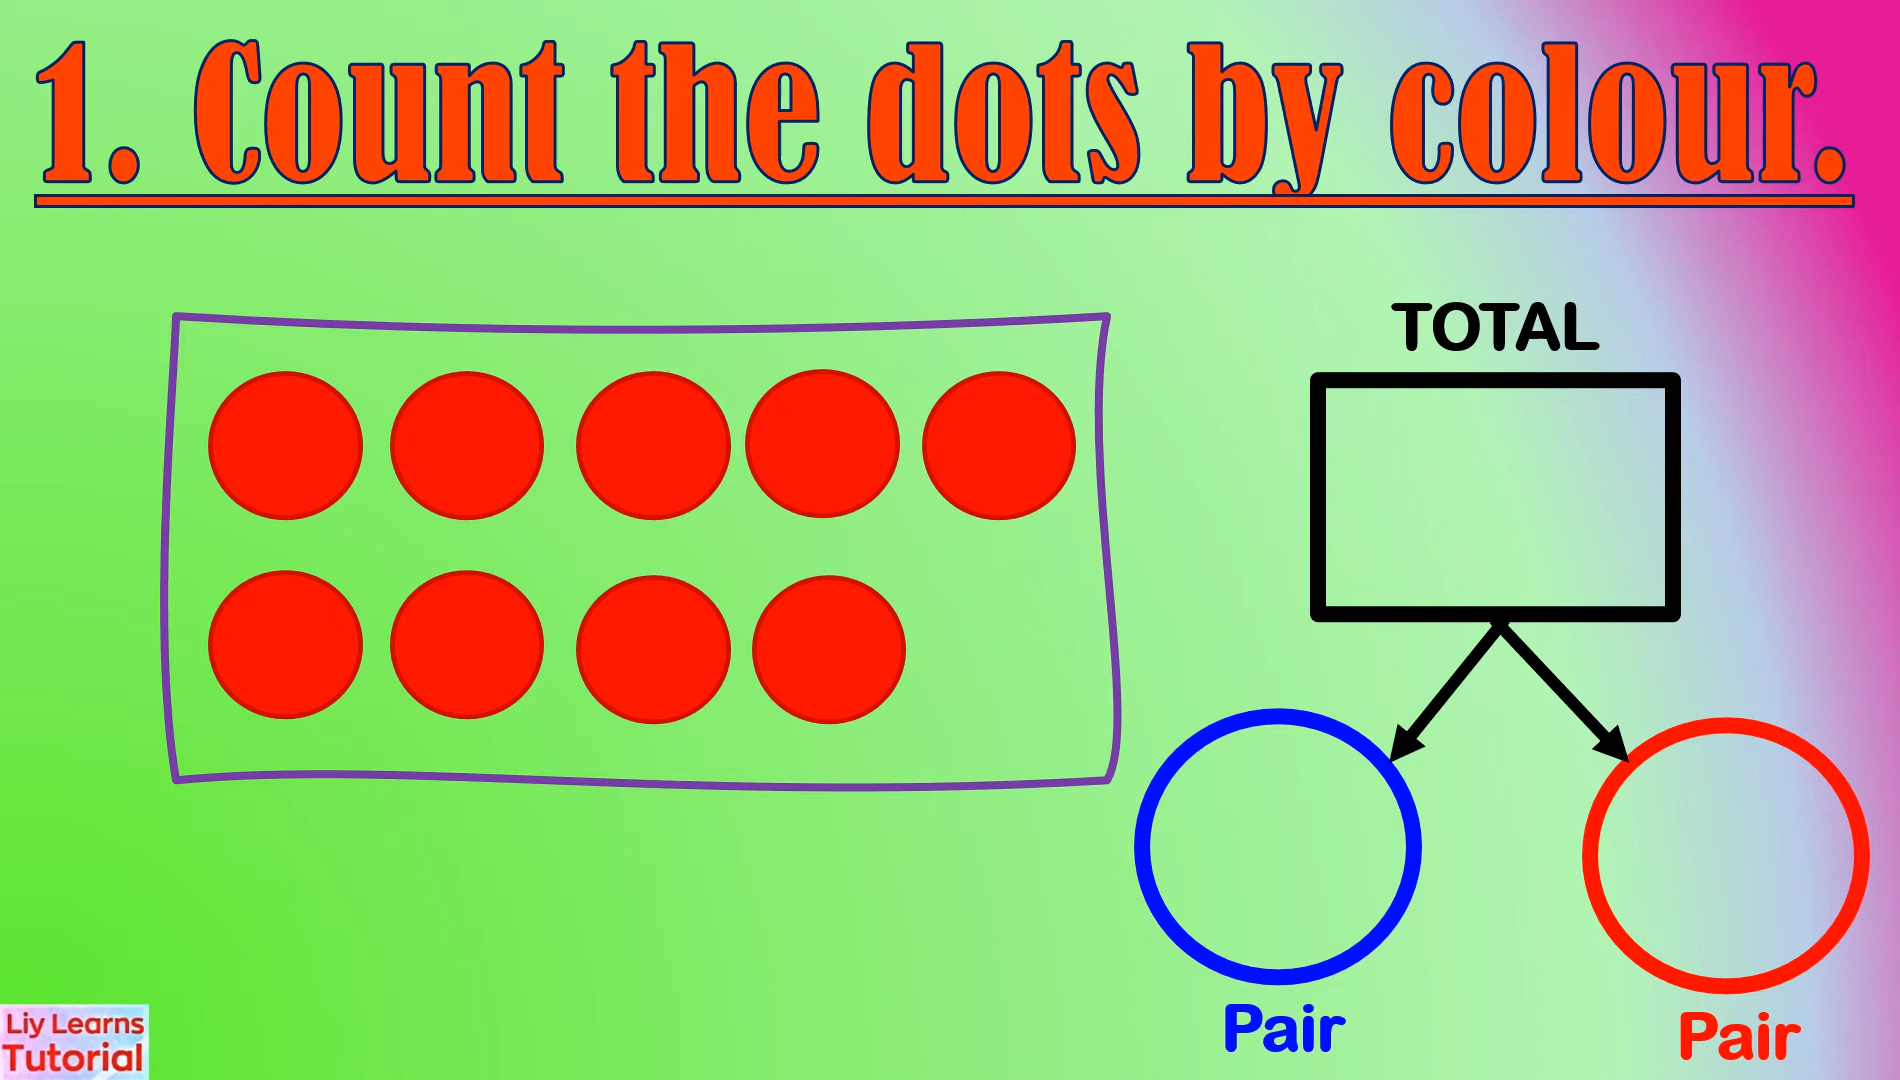 1. Count the dots by colour.
TOTAL
Pair
Pair
Liy Learns
Tutorial